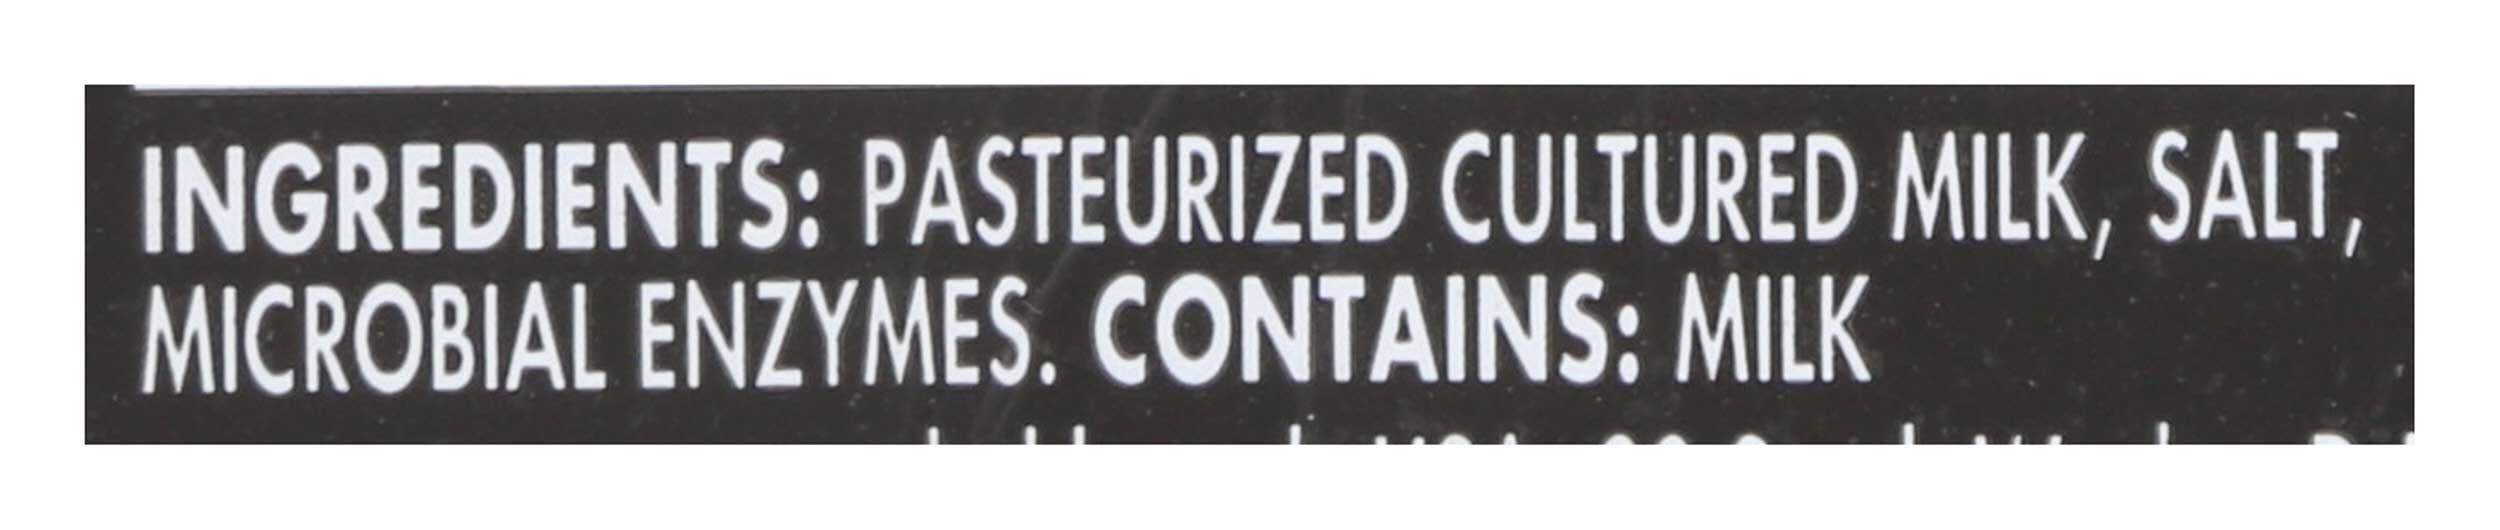 INGREDIENTS: PASTEURIZED CULTURED MILK, SALT,
MICROBIAL ENZYMES. CONTAINS: MILK